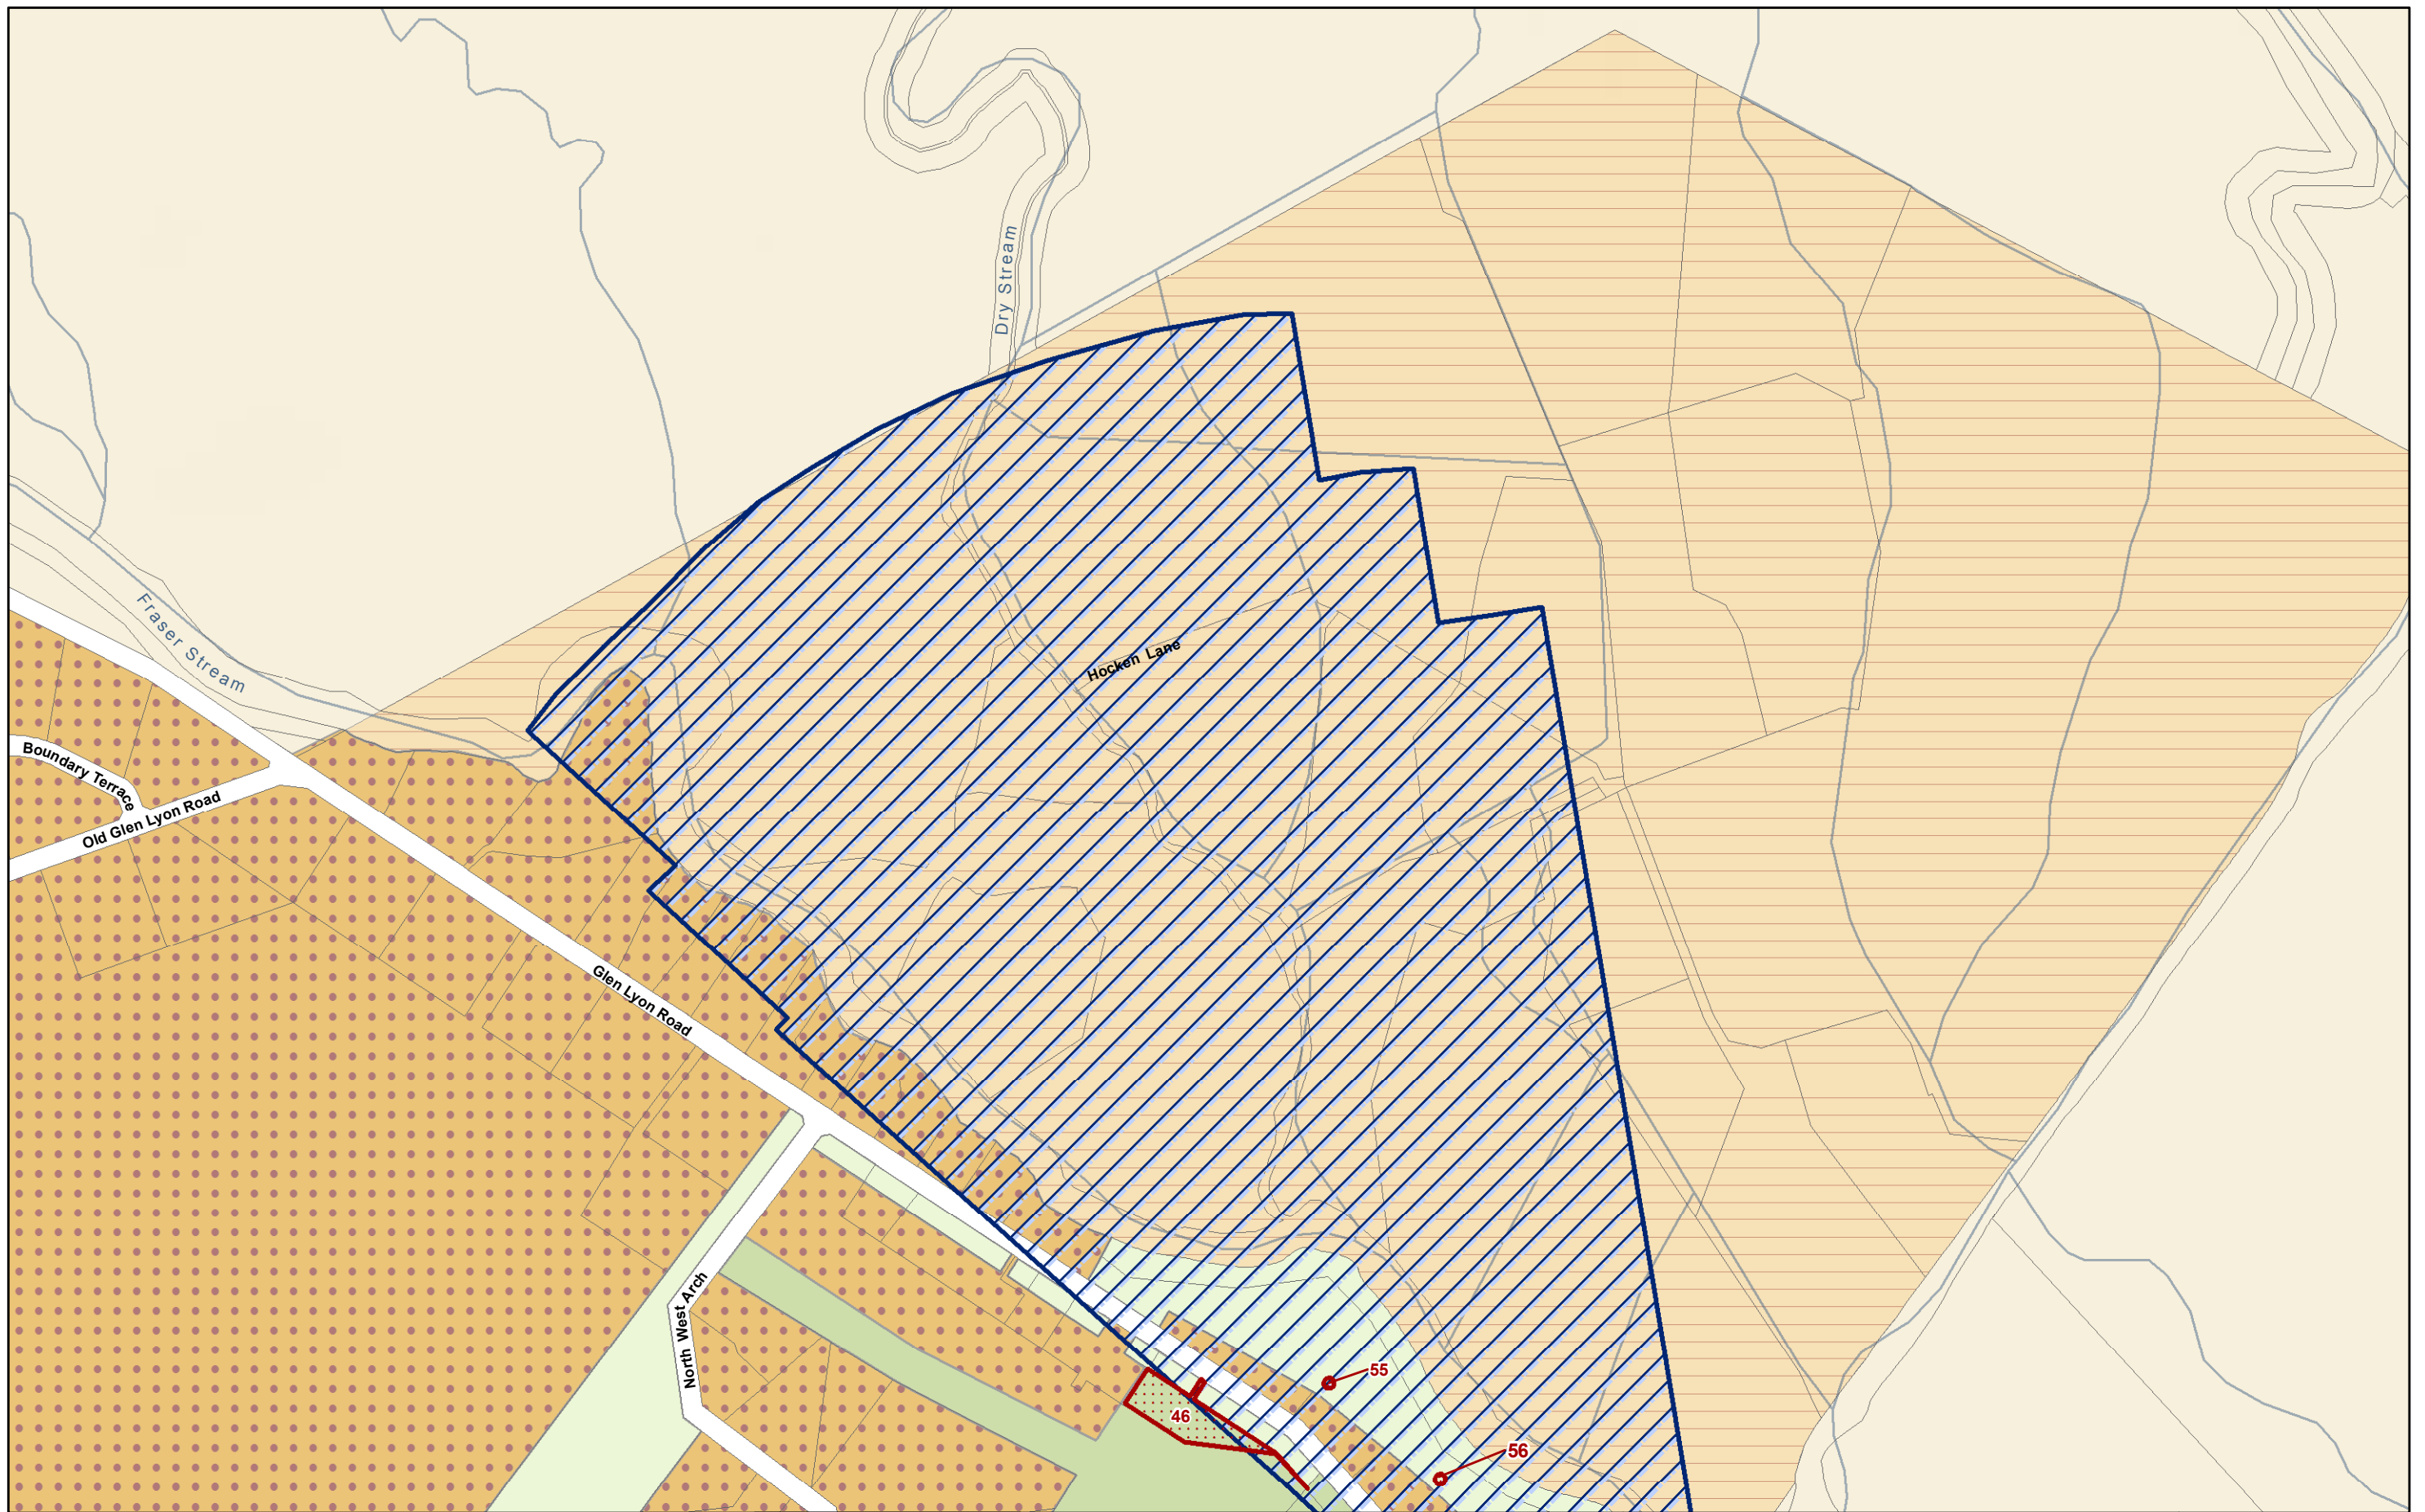 Dry Stream
Fraser Stream
Hocken Lane
Boundary Terrace
Old Glen Lyon Road
Glen Lyon Road
North West Arch
55
46
56